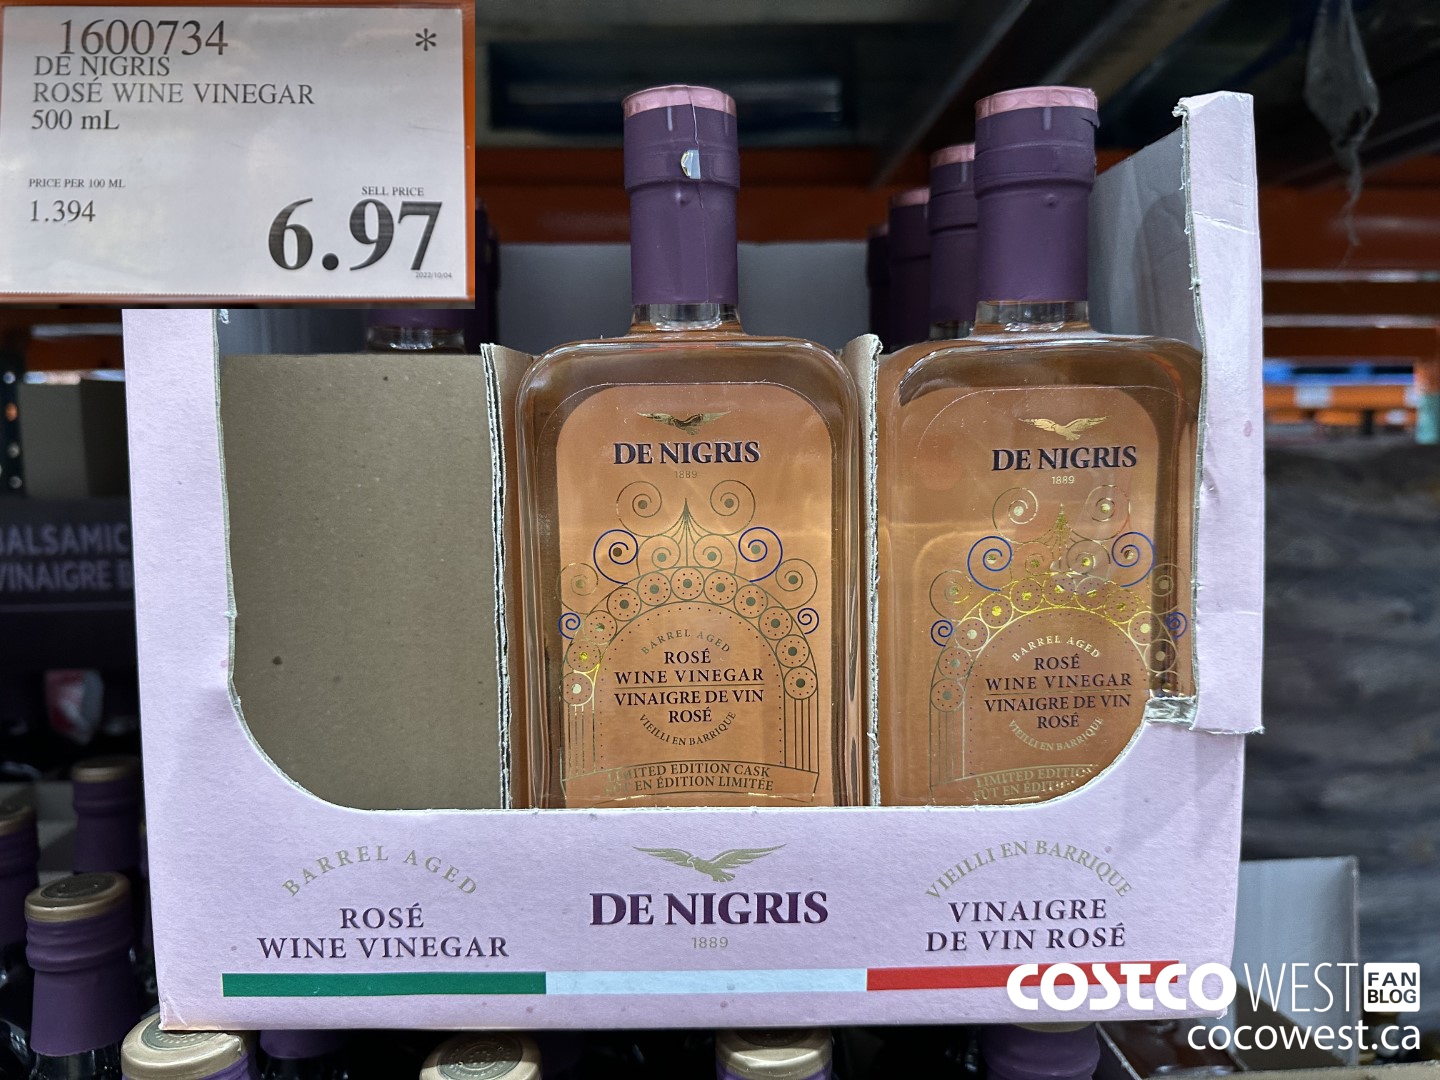 1600734 *
DE NIGRIS
ROSÉ WINE VINEGAR
500 mL
PRICE PER 100 ML
1.394
SELL PRICE
6.97
2022/10/04
BALSAMIC
VINAIGRE
DE NIGRIS
1889
BARREL AGED
ROSÉ
WINE VINEGAR
VINAIGRE DE VIN
ROSÉ
VIEILLI EN BARRIQUE
LIMITED EDITION CASK
FÛT EN ÉDITION LIMITÉE
DE NIGRIS
1889
BARREL AGED
ROSÉ
WINE VINEGAR
VINAIGRE DE VIN
ROSÉ
VIEILLI EN BARRIQUE
LIMITED EDITION
FÛT EN
BARREL AGED
ROSÉ
WINE VINEGAR
DE NIGRIS
1889
VIEILLI EN BARRIQUE
VINAIGRE
DE VIN ROSÉ
COSTCO WEST FAN BLOG
cocowest.ca